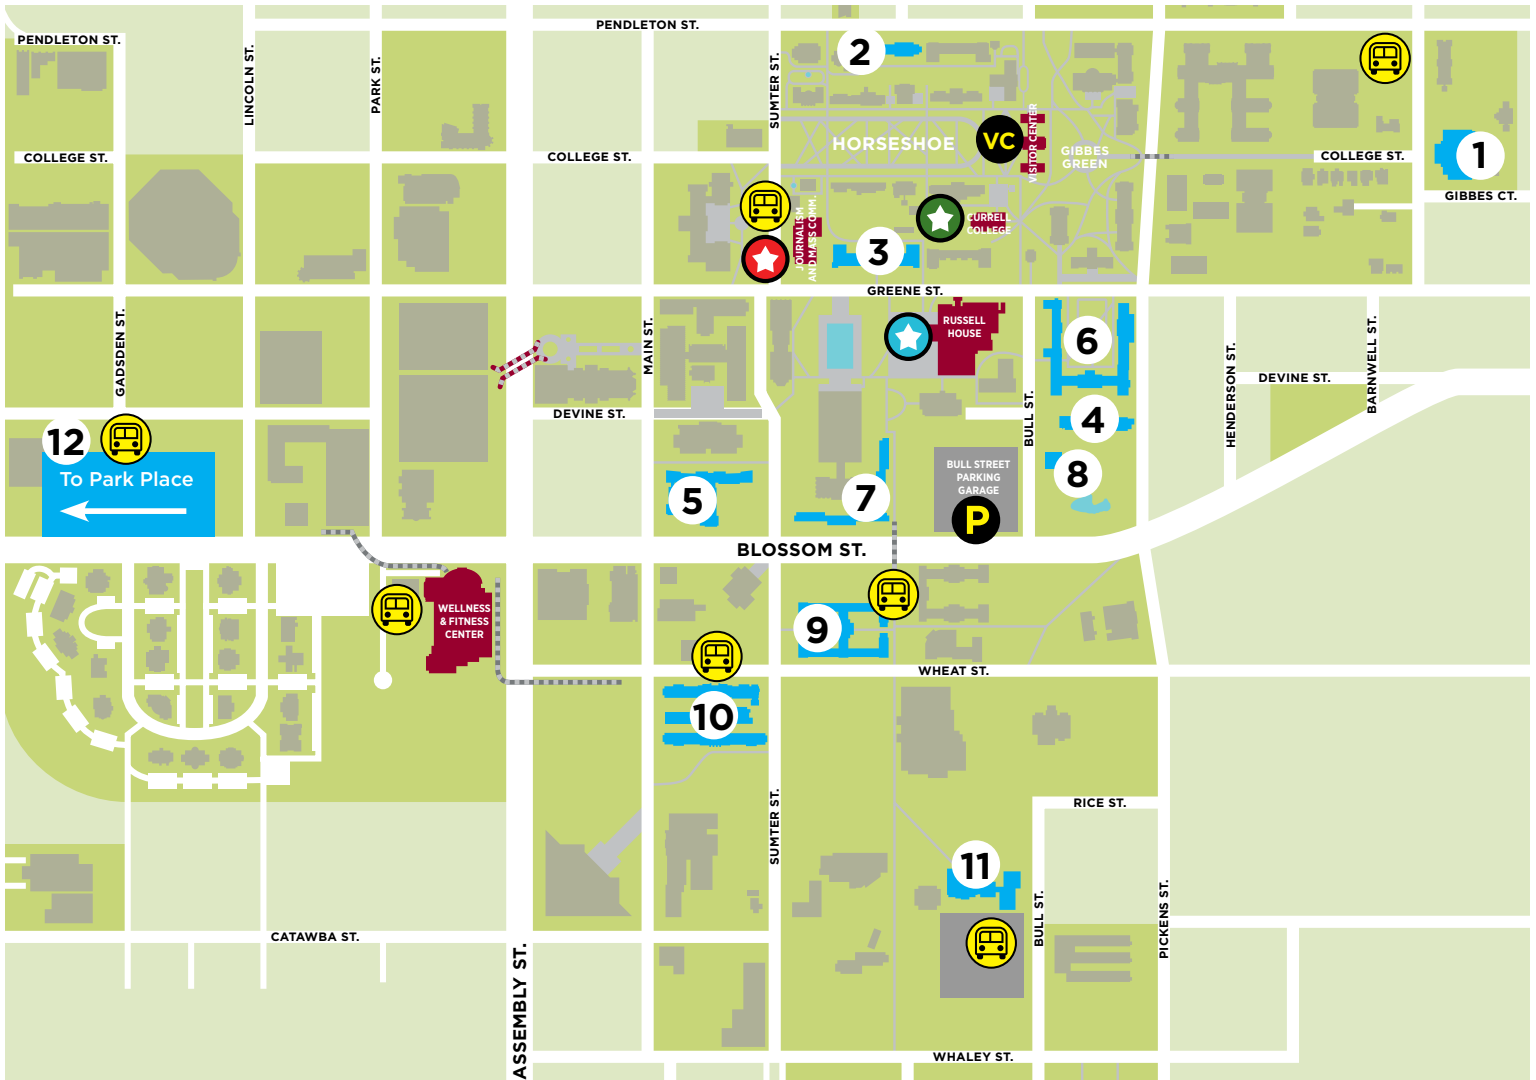 PENDLETON ST.
PENDLETON ST.
LINCOLN ST.
PARK ST.
SUMTER ST.
2
1
COLLEGE ST.
COLLEGE ST.
HORSESHOE
VC
VISITOR CENTER
GIBBES
GREEN
COLLEGE ST.
GIBBES CT.
JOURNALISM
AND MASS COMM.
CURRELL
COLLEGE
3
GREENE ST.
GADSDEN ST.
MAIN ST.
RUSSELL
HOUSE
6
HENDERSON ST.
BARNWELL ST.
DEVINE ST.
DEVINE ST.
BULL ST.
4
12
To Park Place
5
7
BULL STREET
PARKING
GARAGE
P
8
BLOSSOM ST.
WELLNESS
& FITNESS
CENTER
9
WHEAT ST.
10
SUMTER ST.
RICE ST.
11
BULL ST.
PICKENS ST.
CATAWBA ST.
ASSEMBLY ST.
WHALEY ST.